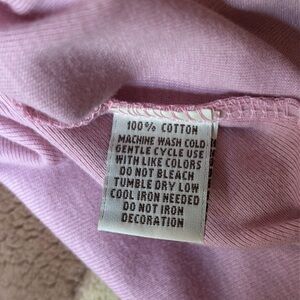 100% COTTON
MACHINE WASH COLD
GENTLE CYCLE USE
WITH LIKE COLORS
DO NOT BLEACH
TUMBLE DRY LOW
COOL IRON NEEDED
DO NOT IRON
DECORATION